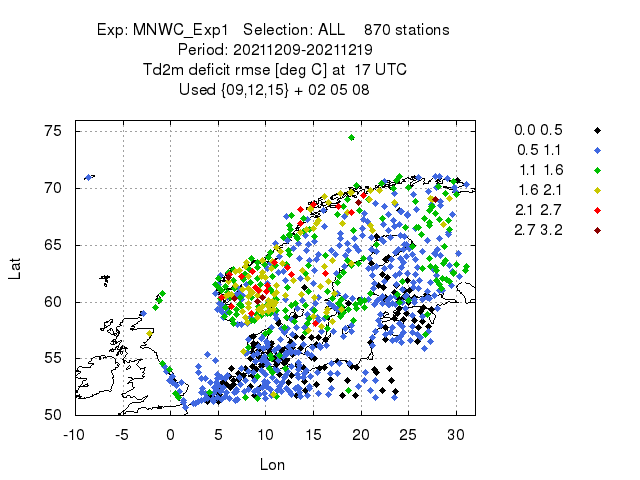 Exp: MNWC_Exp1 Selection: ALL 870 stations
Period: 20211209-20211219
Td2m deficit rmse [deg C] at 17 UTC
Used {09,12,15} + 02 05 08
0.0 0.5
0.5 1.1
1.1 1.6
1.6 2.1
2.1 2.7
2.7 3.2
75
70
65
60
55
50
Lat
-10 -5 0 5 10 15 20 25 30
Lon